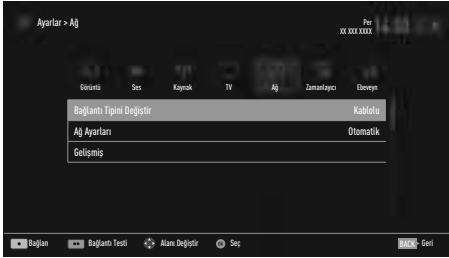 Ayarlar > Ağ
Per
XX XXX XXXX
Görüntü Ses Kaynak TV Ağ Zamanlayıcı Ebeveyn
Bağlantı Tipini Değiştir Kablolu
Ağ Ayarları Otomatik
Gelişmiş
Bağlan Bağlantı Testi Alanı Değiştir OK Seç BACK - Geri